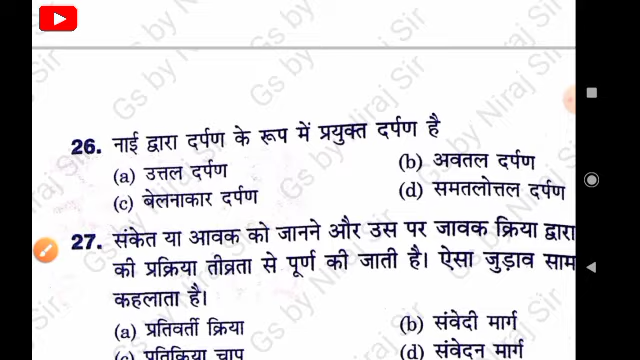 26. नाई द्वारा दर्पण के रूप में प्रयुक्त दर्पण है
(a) उत्तल दर्पण (b) अवतल दर्पण
(c) बेलनाकार दर्पण (d) समतलोत्तल दर्पण
27. संकेत या आवक को जानने और उस पर जावक क्रिया द्वारा
की प्रक्रिया तीव्रता से पूर्ण की जाती है। ऐसा जुड़ाव साम
कहलाता है।
(a) प्रतिवर्ती क्रिया (b) संवेदी मार्ग
(c) प्रतिक्रिया चाप (d) संवेदन मार्ग
Gs by Niraj Sir